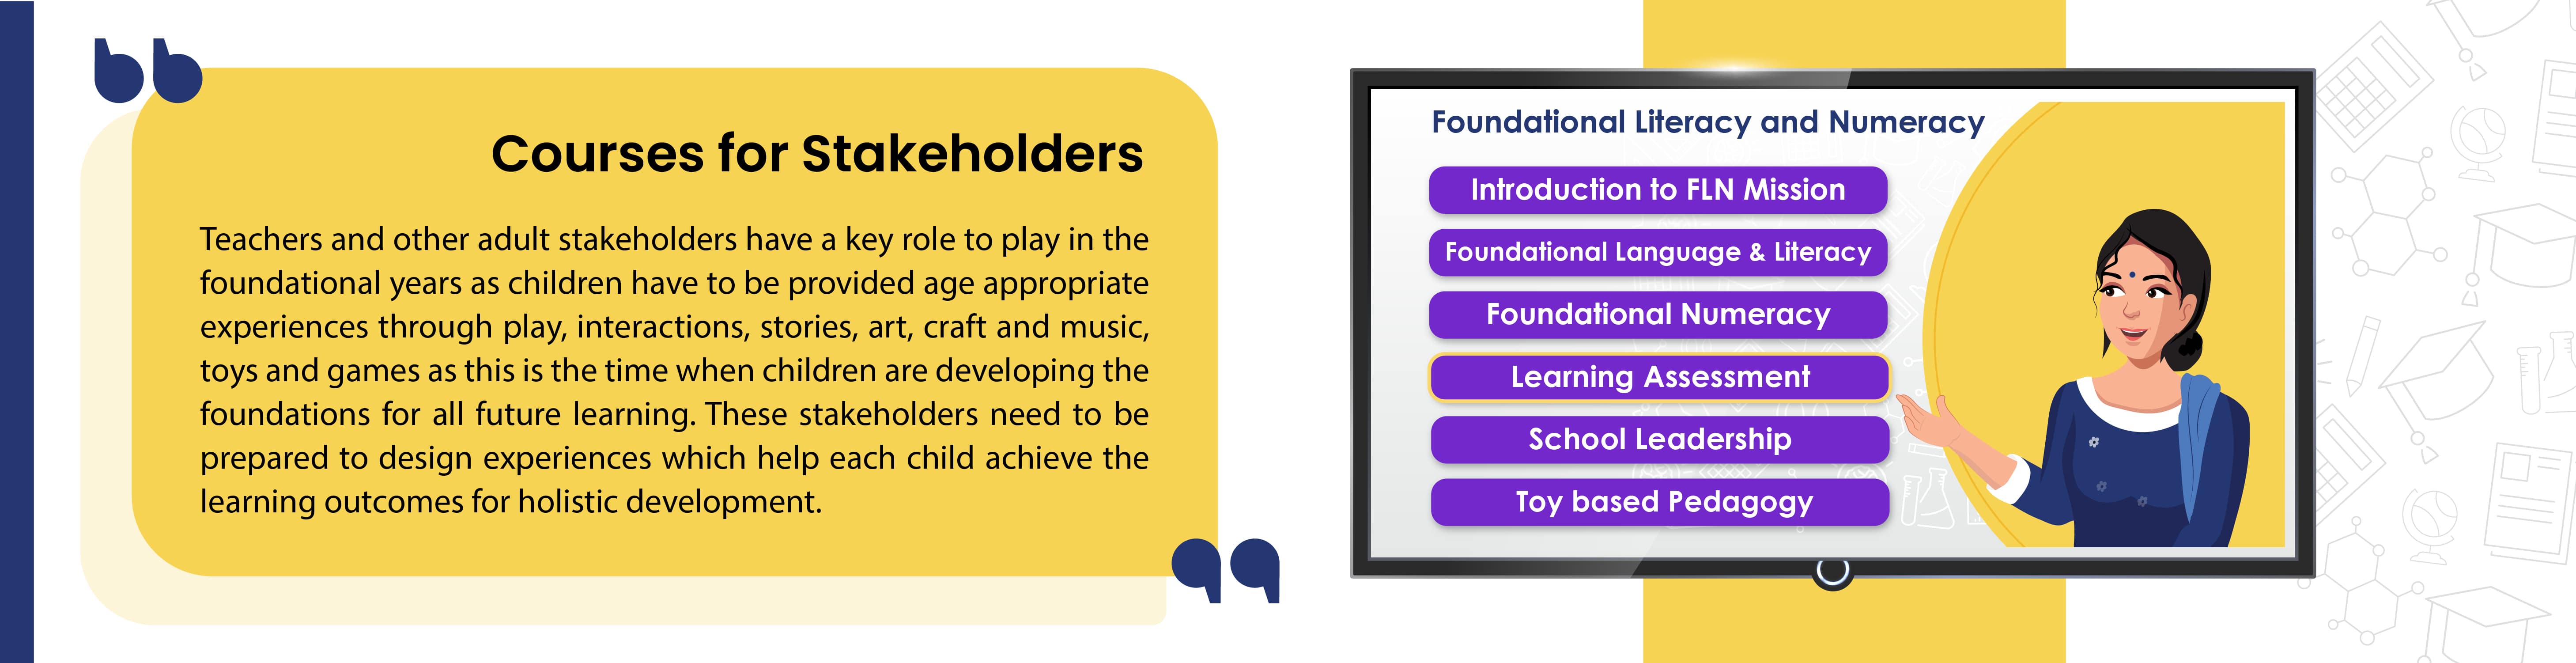 Courses for Stakeholders
Teachers and other adult stakeholders have a key role to play in the
foundational years as children have to be provided age appropriate
experiences through play, interactions, stories, art, craft and music,
toys and games as this is the time when children are developing the
foundations for all future learning. These stakeholders need to be
prepared to design experiences which help each child achieve the
learning outcomes for holistic development.
Foundational Literacy and Numeracy
Introduction to FLN Mission
Foundational Language & Literacy
Foundational Numeracy
Learning Assessment
School Leadership
Toy based Pedagogy